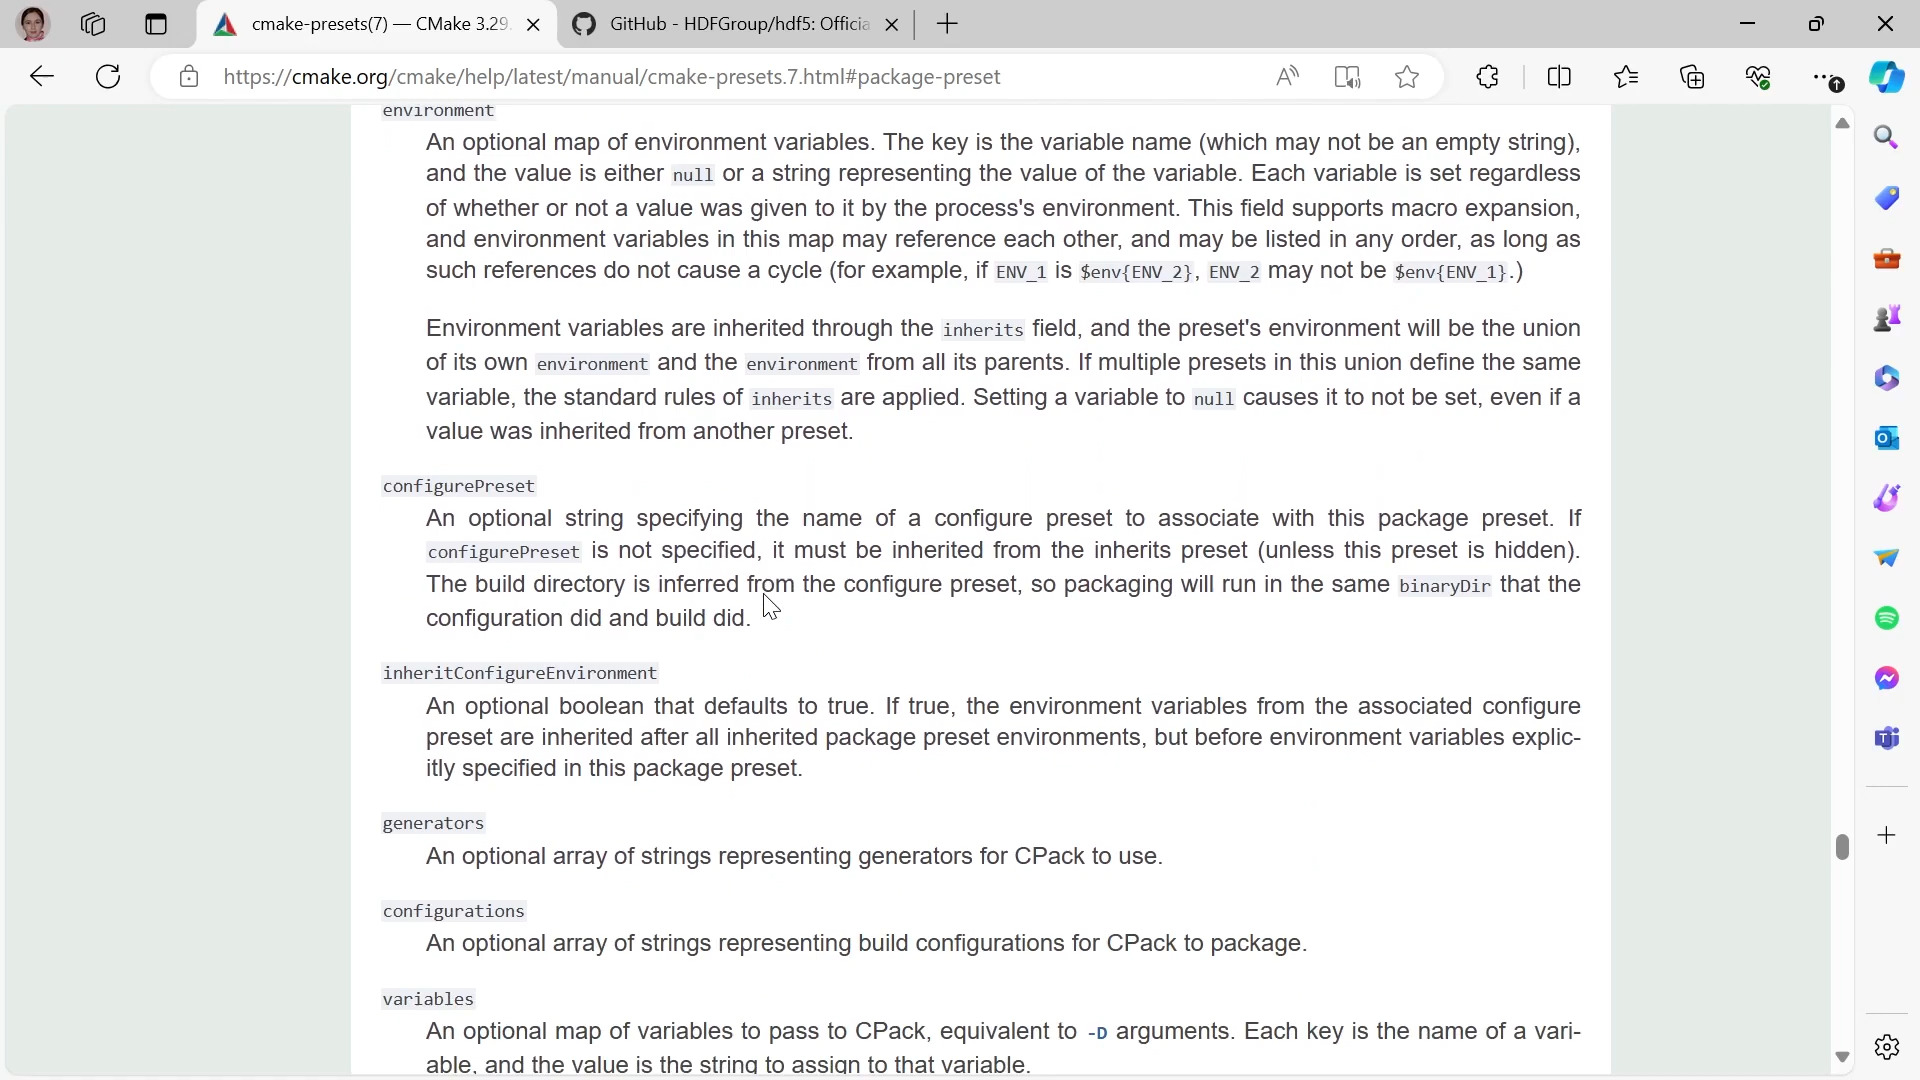 cmake-presets(7) — CMake 3.29.
GitHub - HDFGroup/hdf5: Officia
https://cmake.org/cmake/help/latest/manual/cmake-presets.7.html#package-preset
environment
An optional map of environment variables. The key is the variable name (which may not be an empty string),
and the value is either null or a string representing the value of the variable. Each variable is set regardless
of whether or not a value was given to it by the process's environment. This field supports macro expansion,
and environment variables in this map may reference each other, and may be listed in any order, as long as
such references do not cause a cycle (for example, if ENV_1 is $env{ENV_2}, ENV_2 may not be $env{ENV_1}.)
Environment variables are inherited through the inherits field, and the preset's environment will be the union
of its own environment and the environment from all its parents. If multiple presets in this union define the same
variable, the standard rules of inherits are applied. Setting a variable to null causes it to not be set, even if a
value was inherited from another preset.
configurePreset
An optional string specifying the name of a configure preset to associate with this package preset. If
configurePreset is not specified, it must be inherited from the inherits preset (unless this preset is hidden).
The build directory is inferred from the configure preset, so packaging will run in the same binaryDir that the
configuration did and build did.
inheritConfigureEnvironment
An optional boolean that defaults to true. If true, the environment variables from the associated configure
preset are inherited after all inherited package preset environments, but before environment variables explic-
itly specified in this package preset.
generators
An optional array of strings representing generators for CPack to use.
configurations
An optional array of strings representing build configurations for CPack to package.
variables
An optional map of variables to pass to CPack, equivalent to -D arguments. Each key is the name of a vari-
able, and the value is the string to assign to that variable.